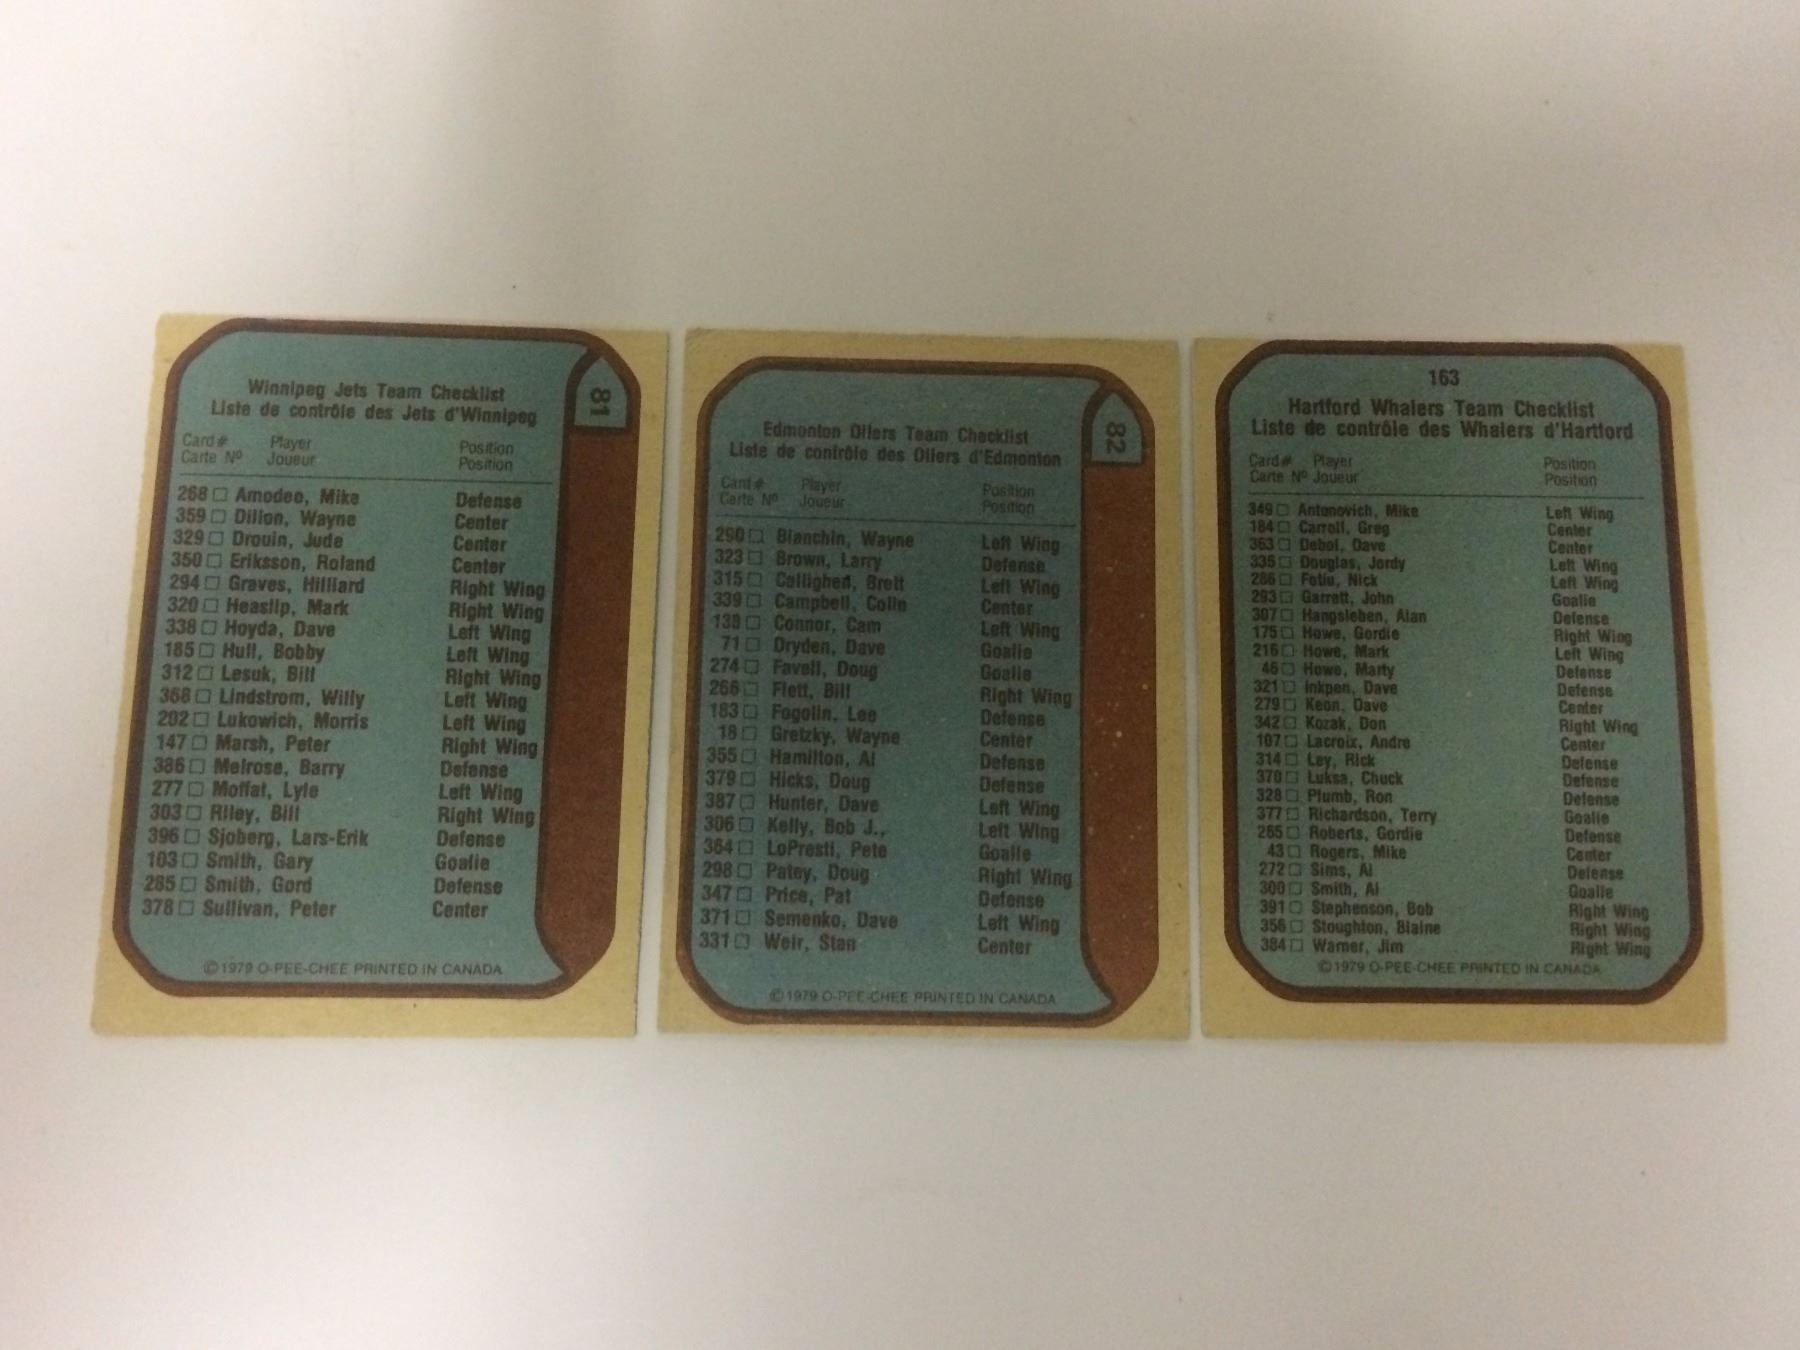 81
Winnipeg Jets Team Checklist
Liste de contrôle des Jets d'Winnipeg
Card # Player Position
Carte Nº Joueur Position
268 □ Amodeo, Mike Defense
359 □ Dillon, Wayne Center
329 □ Drouin, Jude Center
350 □ Eriksson, Roland Center
294 □ Graves, Hilliard Right Wing
320 □ Heaslip, Mark Right Wing
338 □ Hoyda, Dave Left Wing
185 □ Hull, Bobby Left Wing
312 □ Lesuk, Bill Right Wing
368 □ Lindstrom, Willy Left Wing
202 □ Lukowich, Morris Left Wing
147 □ Marsh, Peter Right Wing
386 □ Melrose, Barry Defense
277 □ Moffat, Lyle Left Wing
303 □ Riley, Bill Right Wing
396 □ Sjoberg, Lars-Erik Defense
103 □ Smith, Gary Goalie
285 □ Smith, Gord Defense
378 □ Sullivan, Peter Center
© 1979 O-PEE-CHEE PRINTED IN CANADA
82
Edmonton Oilers Team Checklist
Liste de contrôle des Oilers d'Edmonton
Card # Player Position
Carte Nº Joueur Position
290 □ Bianchin, Wayne Left Wing
323 □ Brown, Larry Defense
315 □ Callighen, Brett Left Wing
339 □ Campbell, Colin Center
138 □ Connor, Cam Left Wing
71 □ Dryden, Dave Goalie
274 □ Favell, Doug Goalie
266 □ Flett, Bill Right Wing
183 □ Fogolin, Lee Defense
18 □ Gretzky, Wayne Center
355 □ Hamilton, Al Defense
379 □ Hicks, Doug Defense
387 □ Hunter, Dave Left Wing
306 □ Kelly, Bob J., Left Wing
364 □ LoPresti, Pete Goalie
298 □ Patey, Doug Right Wing
347 □ Price, Pat Defense
371 □ Semenko, Dave Left Wing
331 □ Weir, Stan Center
© 1979 O-PEE-CHEE PRINTED IN CANADA
163
Hartford Whalers Team Checklist
Liste de contrôle des Whalers d'Hartford
Card # Player Position
Carte Nº Joueur Position
349 □ Antonovich, Mike Left Wing
184 □ Carroll, Greg Center
363 □ Debol, Dave Center
335 □ Douglas, Jordy Left Wing
286 □ Fotiu, Nick Left Wing
293 □ Garrett, John Goalie
307 □ Hangsleben, Alan Defense
175 □ Howe, Gordie Right Wing
216 □ Howe, Mark Left Wing
46 □ Howe, Marty Defense
321 □ Inkpen, Dave Defense
279 □ Keon, Dave Center
342 □ Kozak, Don Right Wing
107 □ Lacroix, Andre Center
314 □ Ley, Rick Defense
370 □ Luksa, Chuck Defense
328 □ Plumb, Ron Defense
377 □ Richardson, Terry Goalie
265 □ Roberts, Gordie Defense
43 □ Rogers, Mike Center
272 □ Sims, Al Defense
300 □ Smith, Al Goalie
391 □ Stephenson, Bob Right Wing
356 □ Stoughton, Blaine Right Wing
384 □ Warner, Jim Right Wing
© 1979 O-PEE-CHEE PRINTED IN CANADA